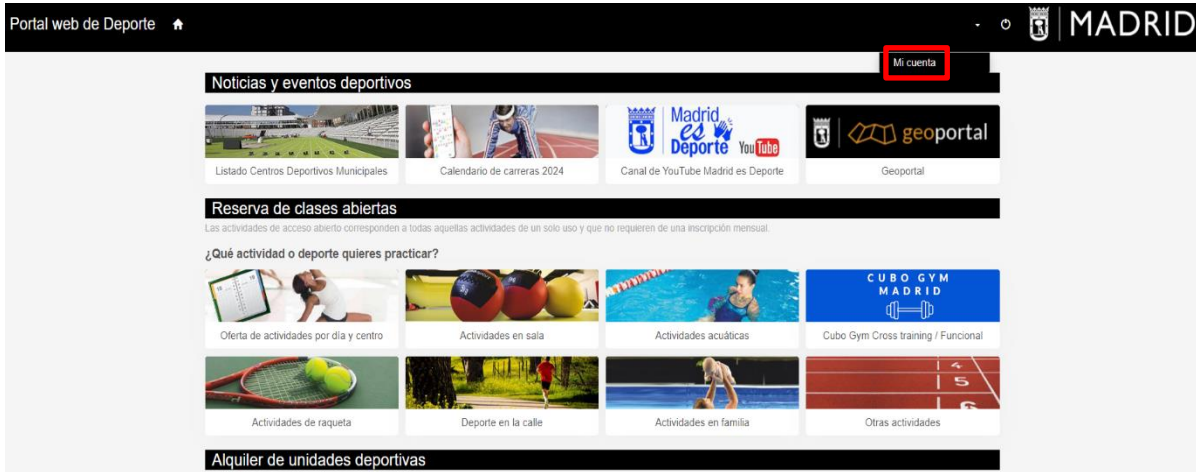 Portal web de Deporte
MADRID
Mi cuenta
Noticias y eventos deportivos
Madrid
es
Deporte YouTube
geoportal
Listado Centros Deportivos Municipales
Calendario de carreras 2024
Canal de YouTube Madrid es Deporte
Geoportal
Reserva de clases abiertas
Las actividades de acceso abierto corresponden a todas aquellas actividades de un solo uso y que no requieren de una inscripción mensual.
¿Qué actividad o deporte quieres practicar?
CUBO GYM
MADRID
Oferta de actividades por día y centro
Actividades en sala
Actividades acuáticas
Cubo Gym Cross training / Funcional
4
5
6
Actividades de raqueta
Deporte en la calle
Actividades en familia
Otras actividades
Alquiler de unidades deportivas